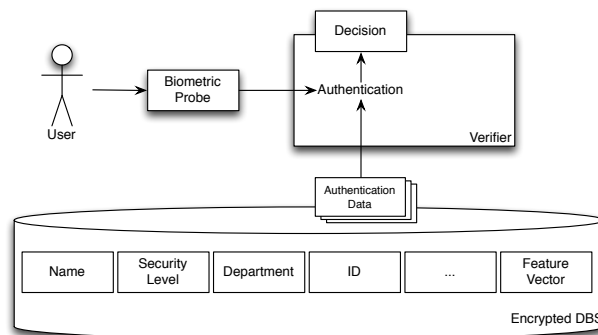 Decision
Biometric
Probe
Authentication
User
Verifier
Authentication
Data
Name
Security
Level
Department
ID
...
Feature
Vector
Encrypted DBS